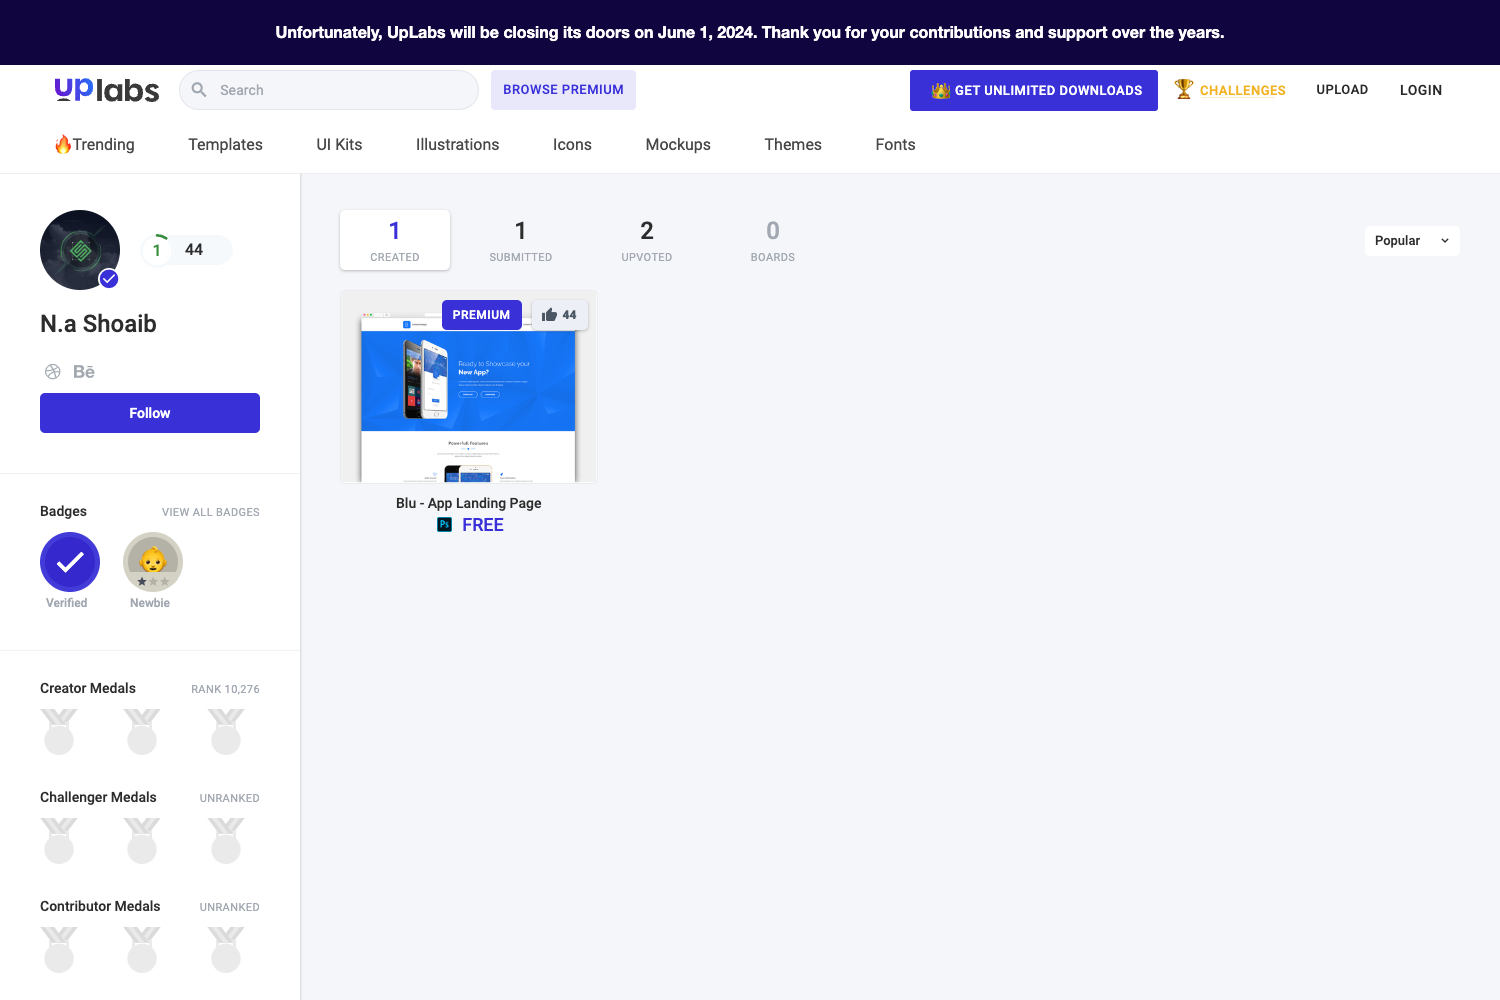 Unfortunately, UpLabs will be closing its doors on June 1, 2024. Thank you for your contributions and support over the years.
uplabs
Search
BROWSE PREMIUM
GET UNLIMITED DOWNLOADS
CHALLENGES
UPLOAD
LOGIN
Trending
Templates
UI Kits
Illustrations
Icons
Mockups
Themes
Fonts
1
44
N.a Shoaib
Bē
Follow
Badges
VIEW ALL BADGES
Verified
Newbie
Creator Medals
RANK 10,276
Challenger Medals
UNRANKED
Contributor Medals
UNRANKED
1
CREATED
1
SUBMITTED
2
UPVOTED
0
BOARDS
Popular
PREMIUM
44
Ready to Showcase your
New App?
Powerfull Features
Blu - App Landing Page
Ps
FREE